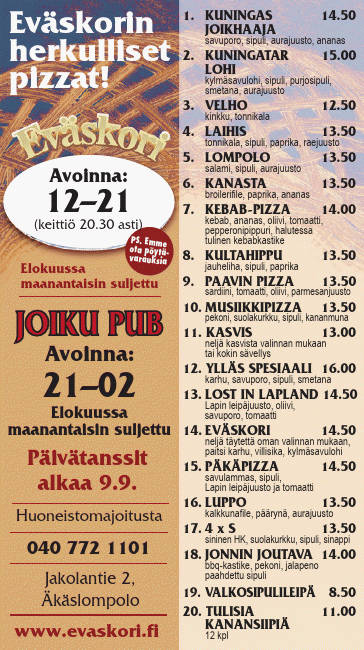 Eväskorin
herkulliset
pizzat!
Eväskori
Avoinna:
12–21
(keittiö 20.30 asti)
PS. Emme
ota pöytä-
varauksia
Elokuussa
maanantaisin suljettu
JOIKU PUB
Avoinna:
21–02
Elokuussa
maanantaisin suljettu
Päivätanssit
alkaa 9.9.
Huoneistomajoitusta
040 772 1101
Jakolantie 2,
Äkäslompolo
www.evaskori.fi
1. KUNINGAS 14.50
JOIKHAAJA
savuporo, sipuli, aurajuusto, ananas
2. KUNINGATAR 15.00
LOHI
kylmäsavulohi, sipuli, purjosipuli,
smetana, aurajuusto
3. VELHO 12.50
kinkku, tonnikala
4. LAIHIS 13.50
tonnikala, sipuli, paprika, raejuusto
5. LOMPOLO 13.50
salami, sipuli, aurajuusto
6. KANASTA 13.50
broilerifile, paprika, ananas
7. KEBAB-PIZZA 14.00
kebab, ananas, oliivi, tomaatti,
pepperonipippuri, halutessa
tulinen kebabkastike
8. KULTAHIPPU 13.50
jauheliha, sipuli, paprika
9. PAAVIN PIZZA 13.50
sardiini, tomaatti, oliivi, parmesanjuusto
10. MUSIIKKIPIZZA 13.50
pekoni, suolakurkku, sipuli, kananmuna
11. KASVIS 13.00
neljä kasvista valinnan mukaan
tai kokin sävellys
12. YLLÄS SPESIAALI 16.00
karhu, savuporo, sipuli, smetana
13. LOST IN LAPLAND 14.50
Lapin leipäjuusto, oliivi,
savuporo, tomaatti
14. EVÄSKORI 14.50
neljä täytettä oman valinnan mukaan,
paitsi karhu, villisika, kylmäsavulohi
15. PÄKÄPIZZA 14.50
savulammas, sipuli,
Lapin leipäjuusto ja tomaatti
16. LUPPO 13.50
kalkkunafile, päärynä, aurajuusto
17. 4 x S 13.50
sininen HK, suolakurkku, sipuli, sinappi
18. JONNIN JOUTAVA 14.00
bbq-kastike, pekoni, jalapeno
paahdettu sipuli
19. VALKOSIPULILEIPÄ 8.50
20. TULISIA 11.00
KANANSIIPIÄ
12 kpl